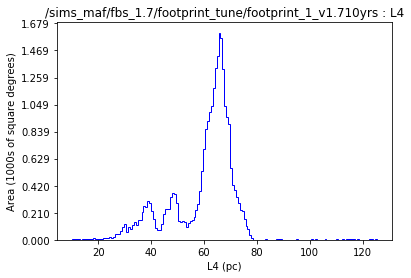 /sims_maf/fbs_1.7/footprint_tune/footprint_1_v1.710yrs : L4
Area (1000s of square degrees)
1.679
1.469
1.259
1.049
0.839
0.629
0.420
0.210
0.000
20 40 60 80 100 120
L4 (pc)